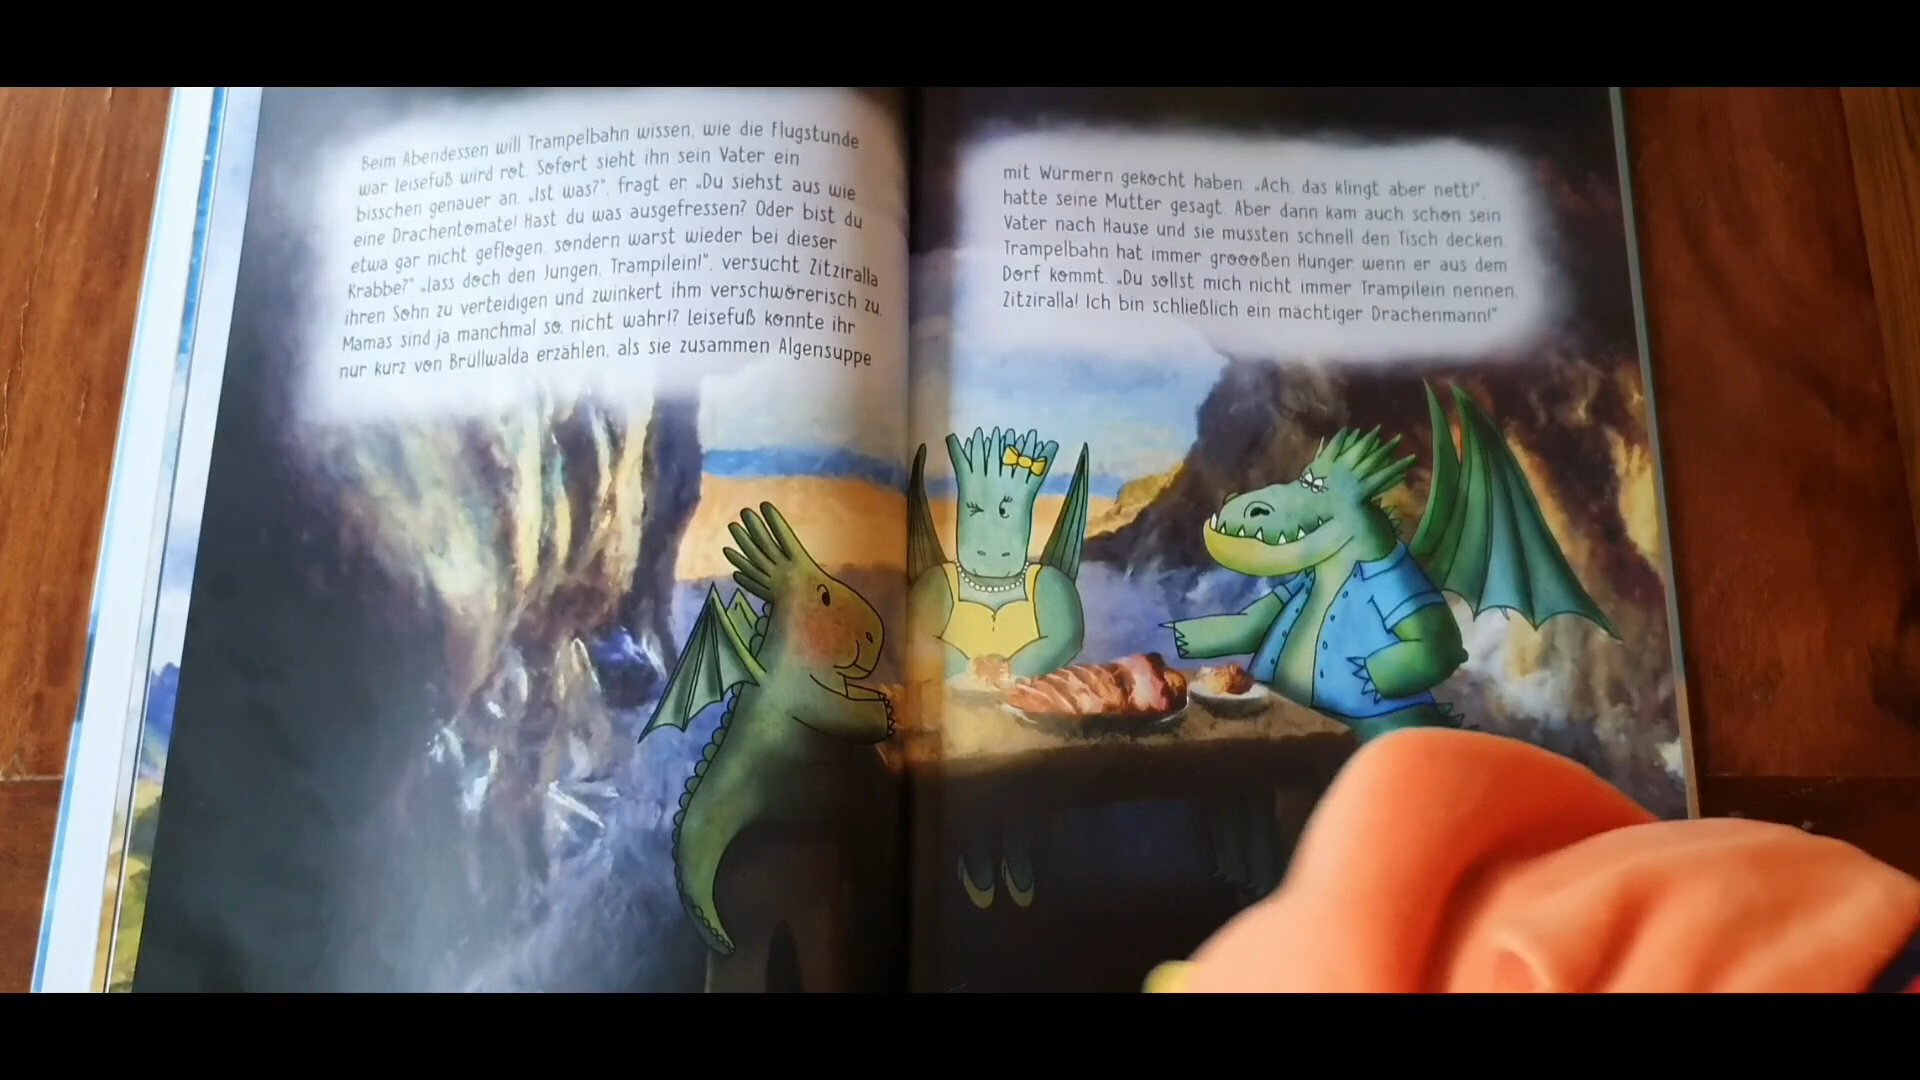 Beim Abendessen will Trampelbahn wissen, wie die Flugstunde
war. Leisefuß wird rot. Sofort sieht ihn sein Vater ein
bisschen genauer an. „Ist was?“, fragt er. „Du siehst aus wie
eine Drachentomate! Hast du was ausgefressen? Oder bist du
etwa gar nicht geflogen, sondern warst wieder bei dieser
Krabbe?“ „Lass doch den Jungen, Trampilein!“, versucht Zitziralla
ihren Sohn zu verteidigen und zwinkert ihm verschwörerisch zu.
Mamas sind ja manchmal so, nicht wahr!? Leisefuß konnte ihr
nur kurz von Brüllwalda erzählen, als sie zusammen Algensuppe
mit Würmern gekocht haben. „Ach, das klingt aber nett!“,
hatte seine Mutter gesagt. Aber dann kam auch schon sein
Vater nach Hause und sie mussten schnell den Tisch decken.
Trampelbahn hat immer groooßen Hunger wenn er aus dem
Dorf kommt. „Du sollst mich nicht immer Trampilein nennen,
Zitziralla! Ich bin schließlich ein mächtiger Drachenmann!“